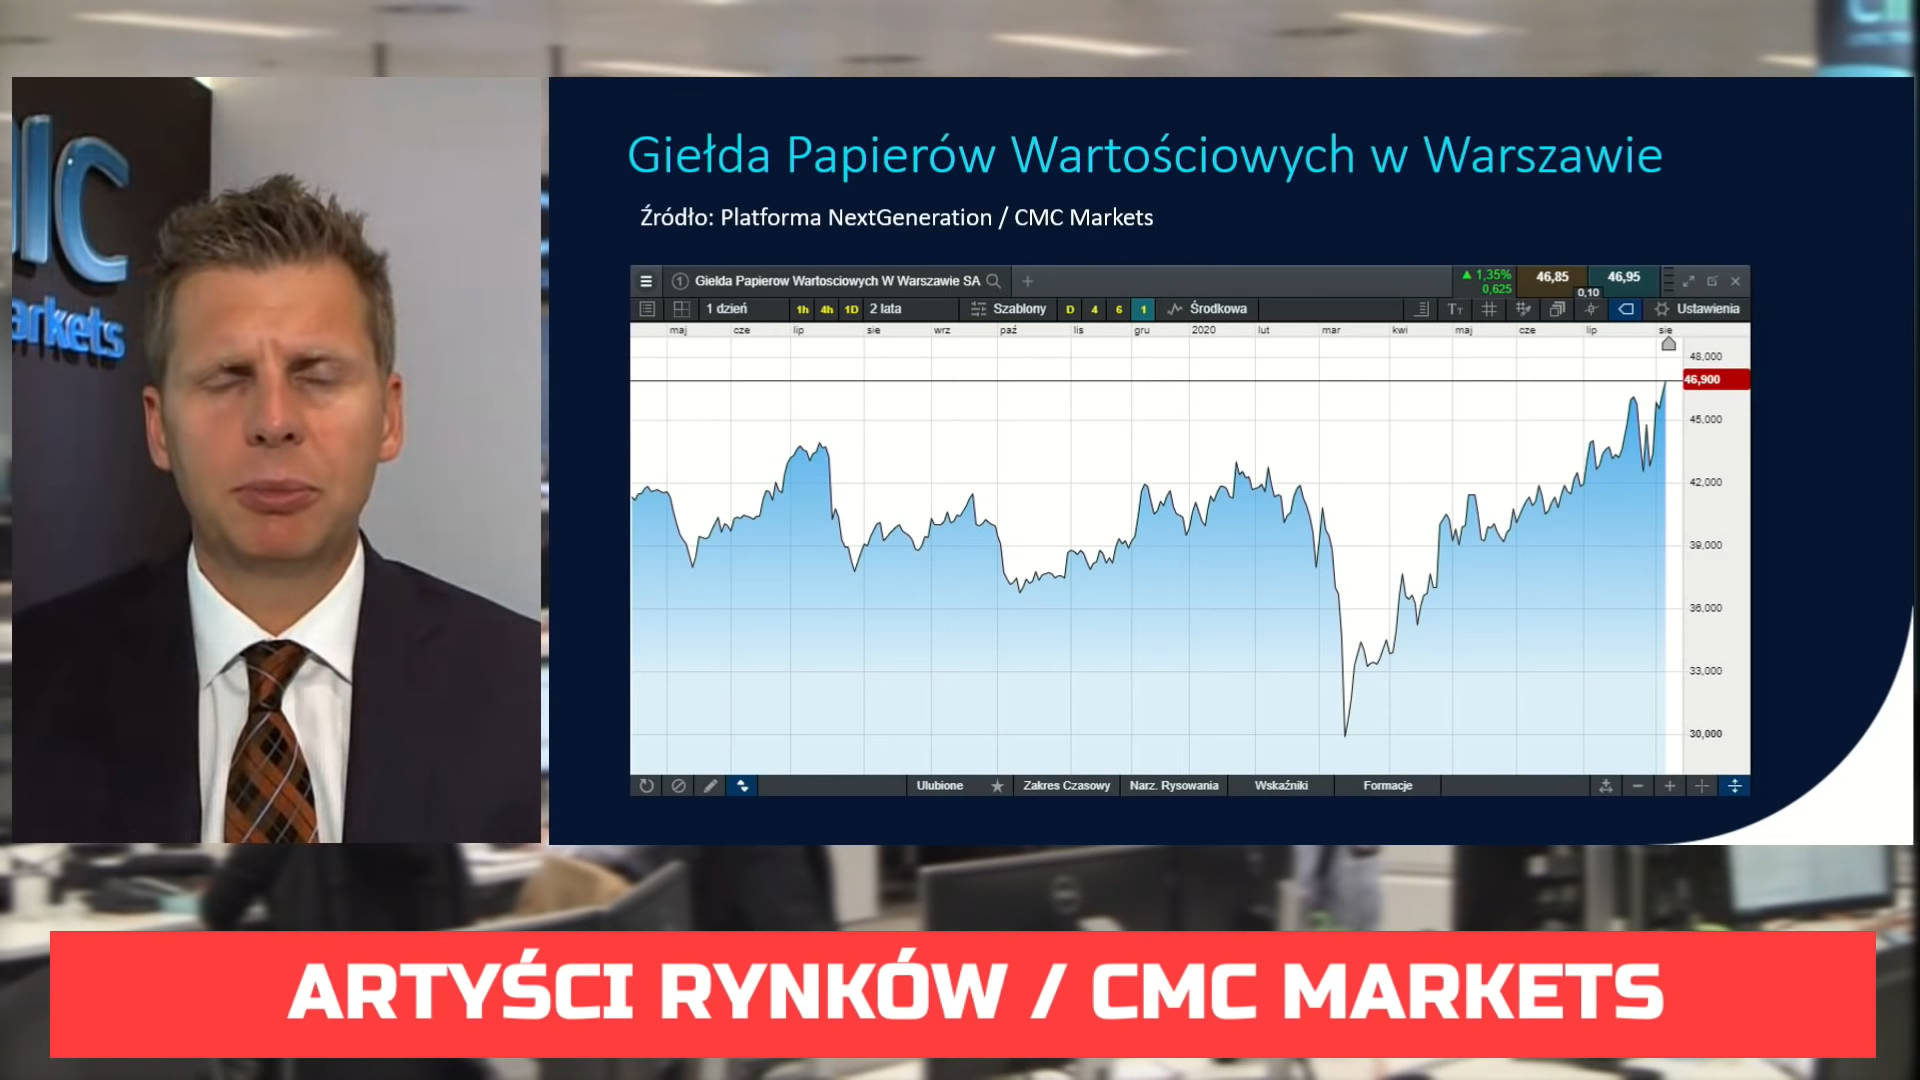 MC
arkets
Giełda Papierów Wartościowych w Warszawie
Źródło: Platforma NextGeneration / CMC Markets
1 Gielda Papierow Wartosciowych W Warszawie SA
1,35%
0,625
46,85
0,10
46,95
1 dzień 1h 4h 1D 2 lata Szablony D 4 6 1 Środkowa Ustawienia
maj cze lip sie wrz paź lis gru 2020 lut mar kwi maj cze lip sie
48,000
46,900
45,000
42,000
39,000
36,000
33,000
30,000
Ulubione Zakres Czasowy Narz. Rysowania Wskaźniki Formacje
ARTYŚCI RYNKÓW / CMC MARKETS